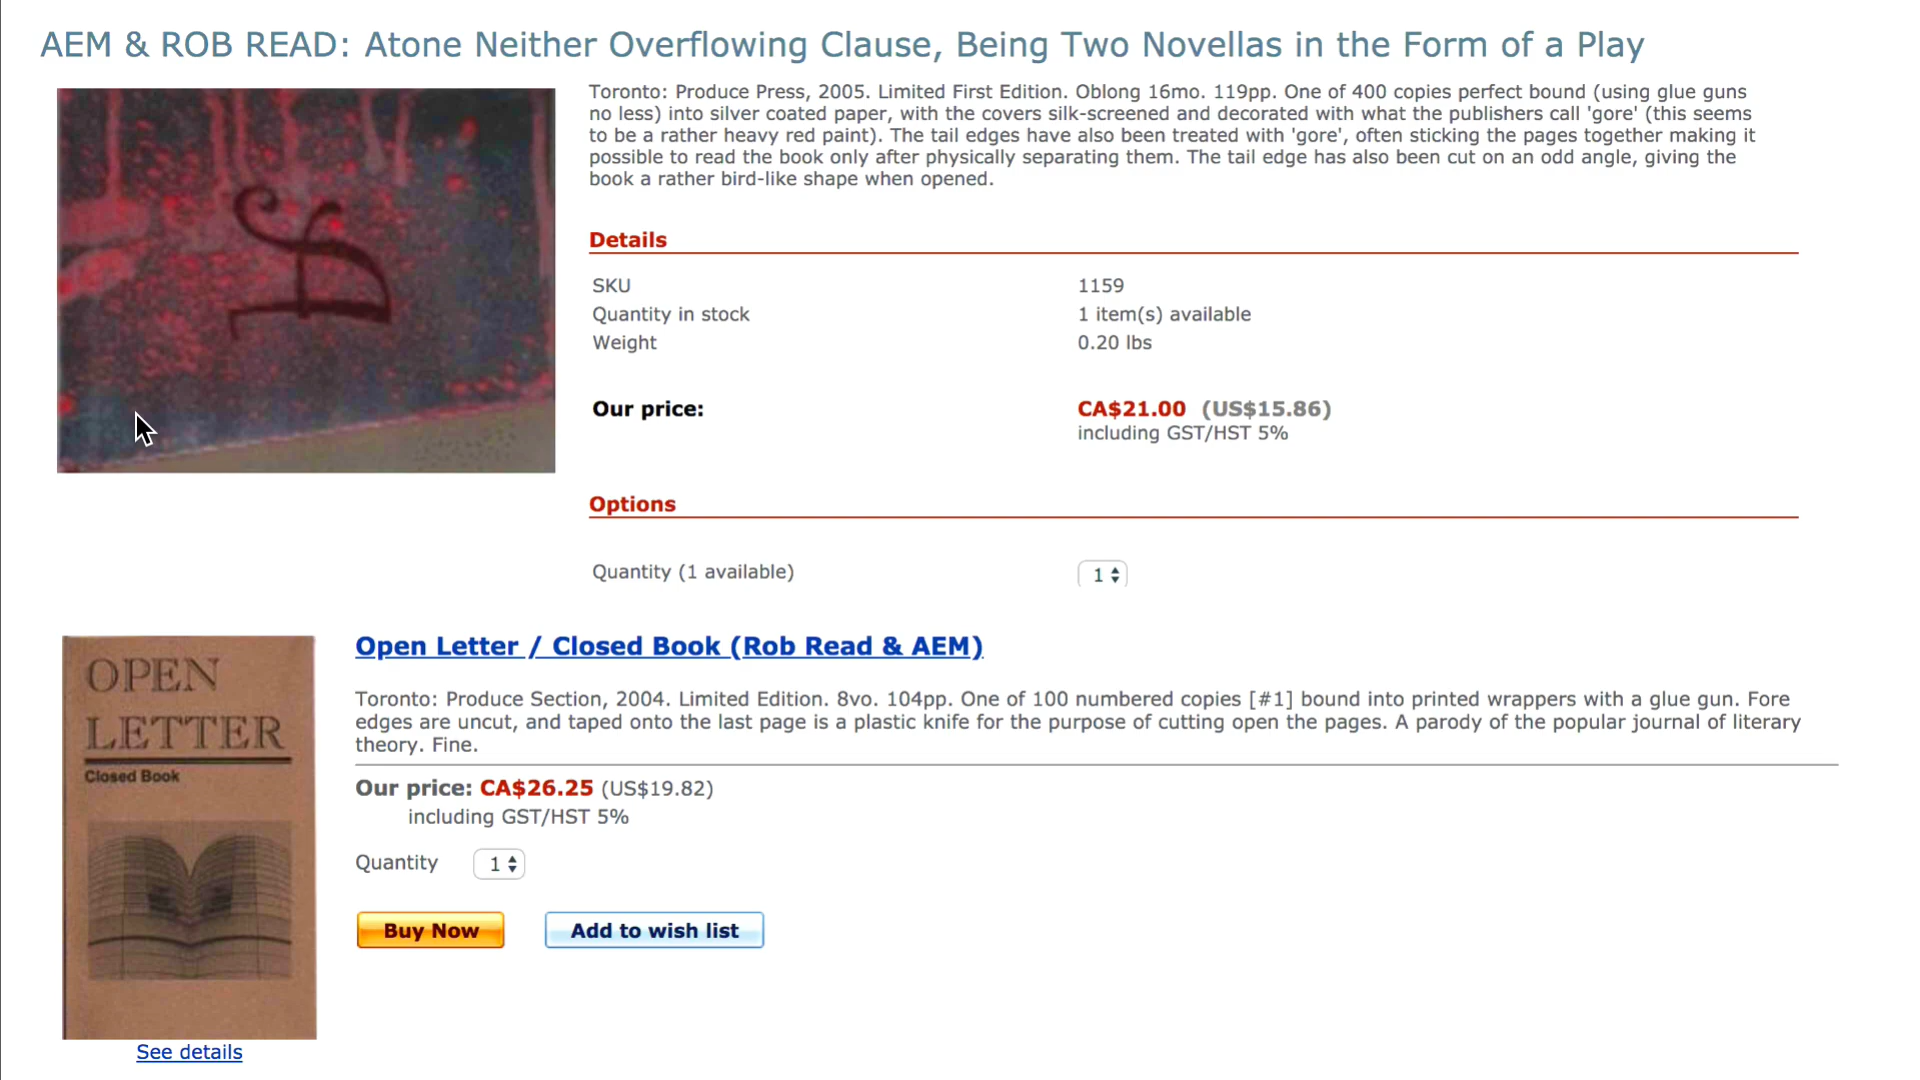 AEM & ROB READ: Atone Neither Overflowing Clause, Being Two Novellas in the Form of a Play
Toronto: Produce Press, 2005. Limited First Edition. Oblong 16mo. 119pp. One of 400 copies perfect bound (using glue guns
no less) into silver coated paper, with the covers silk-screened and decorated with what the publishers call 'gore' (this seems
to be a rather heavy red paint). The tail edges have also been treated with 'gore', often sticking the pages together making it
possible to read the book only after physically separating them. The tail edge has also been cut on an odd angle, giving the
book a rather bird-like shape when opened.
Details
SKU 1159
Quantity in stock 1 item(s) available
Weight 0.20 lbs
Our price: CA$21.00 (US$15.86)
including GST/HST 5%
Options
Quantity (1 available) 1
OPEN
LETTER
Closed Book
Open Letter / Closed Book (Rob Read & AEM)
Toronto: Produce Section, 2004. Limited Edition. 8vo. 104pp. One of 100 numbered copies [#1] bound into printed wrappers with a glue gun. Fore
edges are uncut, and taped onto the last page is a plastic knife for the purpose of cutting open the pages. A parody of the popular journal of literary
theory. Fine.
Our price: CA$26.25 (US$19.82)
including GST/HST 5%
Quantity 1
Buy Now Add to wish list
See details